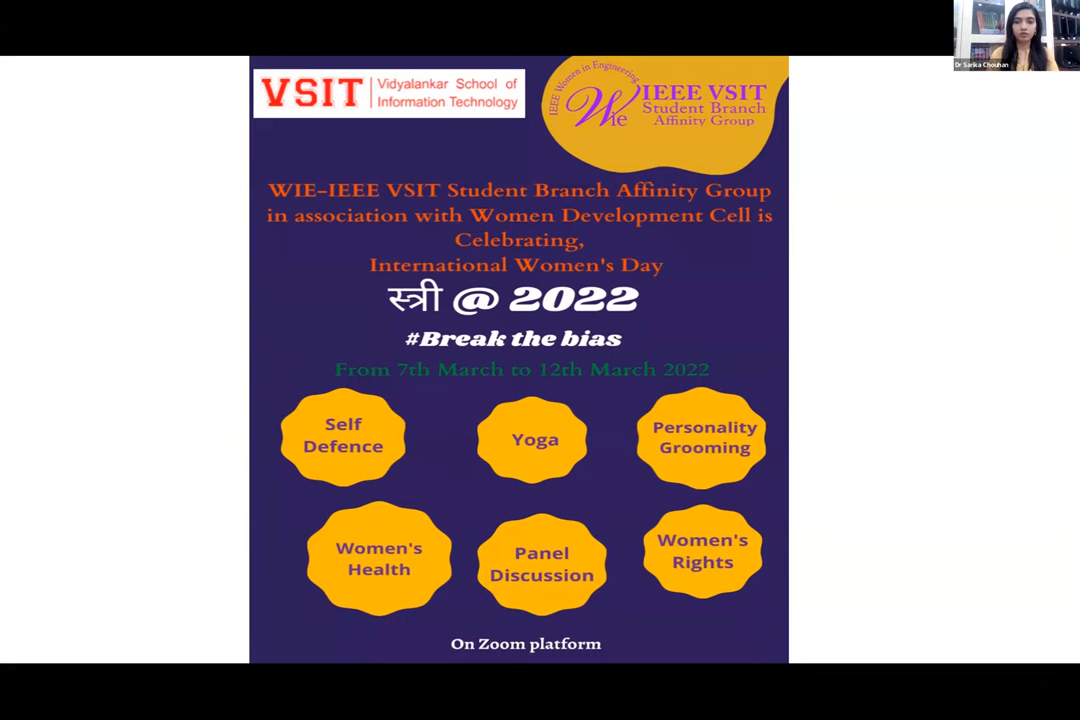 Dr Sarika Chouhan
VSIT
Vidyalankar School of
Information Technology
IEEE Women in Engineering
Wie
IEEE VSIT
Student Branch
Affinity Group
WIE-IEEE VSIT Student Branch Affinity Group
in association with Women Development Cell is
Celebrating,
International Women's Day
स्त्री @ 2022
#Break the bias
From 7th March to 12th March 2022
Self
Defence
Yoga
Personality
Grooming
Women's
Health
Panel
Discussion
Women's
Rights
On Zoom platform